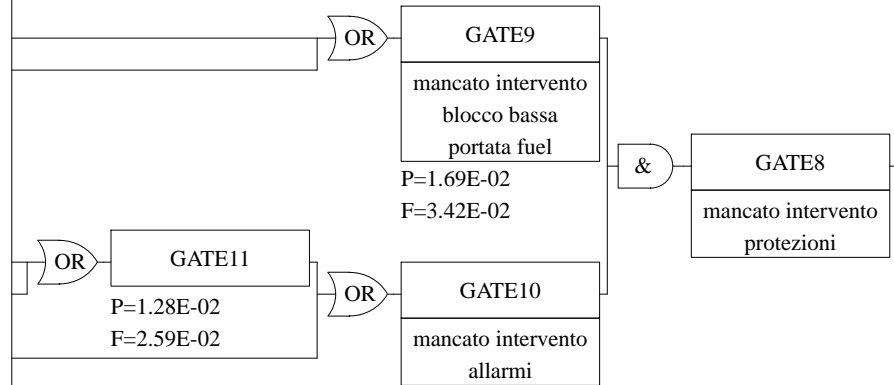 OR
GATE9
mancato intervento
blocco bassa
portata fuel
P=1.69E-02
F=3.42E-02
&
GATE8
mancato intervento
protezioni
OR
GATE11
P=1.28E-02
F=2.59E-02
OR
GATE10
mancato intervento
allarmi